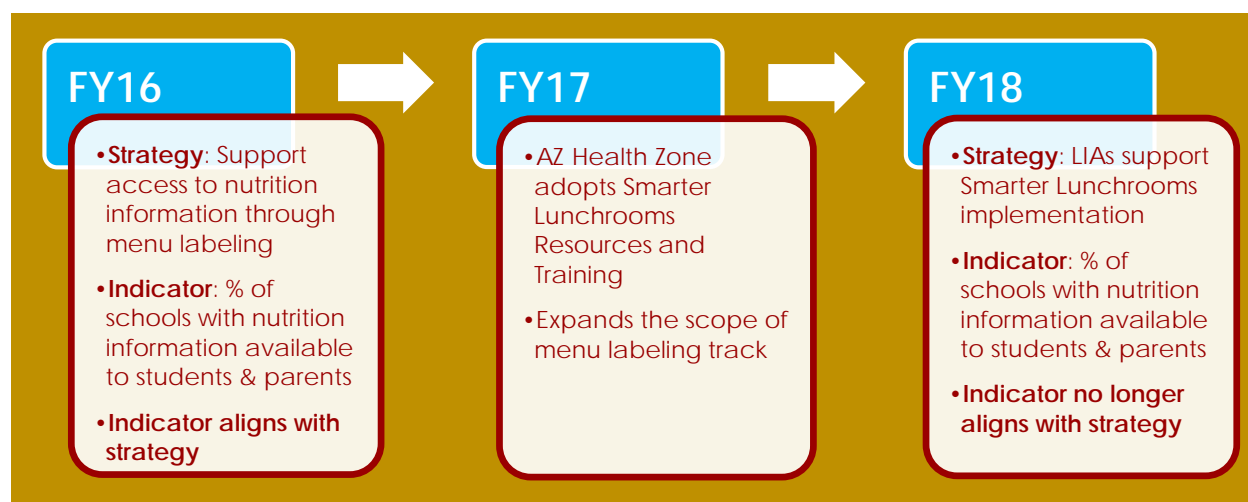 FY16
•Strategy: Support
access to nutrition
information through
menu labeling
•Indicator: % of
schools with nutrition
information available
to students & parents
•Indicator aligns with
strategy
FY17
•AZ Health Zone
adopts Smarter
Lunchrooms
Resources and
Training
•Expands the scope of
menu labeling track
FY18
•Strategy: LIAs support
Smarter Lunchrooms
implementation
•Indicator: % of
schools with nutrition
information available
to students & parents
•Indicator no longer
aligns with strategy